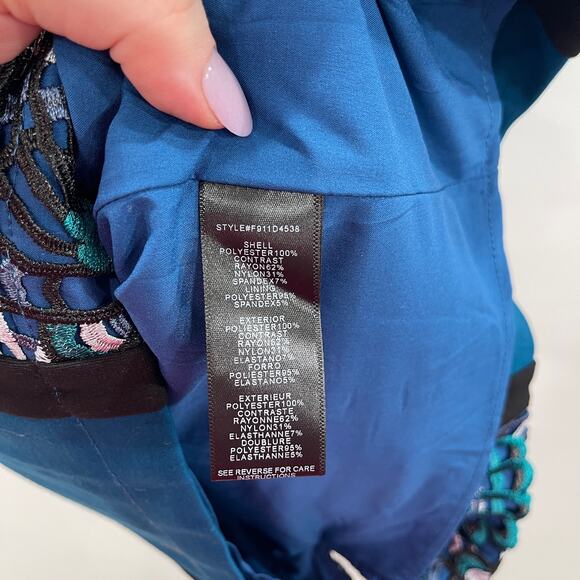 STYLE#F911D4538
SHELL
POLYESTER100%
CONTRAST
RAYON62%
NYLON31%
SPANDEX7%
LINING
POLYESTER95%
SPANDEX5%
EXTERIOR
POLIESTER100%
CONTRASTE
RAYON62%
NYLON31%
ELASTANO7%
FORRO
POLIESTER95%
ELASTANO5%
EXTERIEUR
POLYESTER100%
CONTRASTE
RAYONNE62%
NYLON31%
ELASTHANNE7%
DOUBLURE
POLYESTER95%
ELASTHANNE5%
SEE REVERSE FOR CARE
INSTRUCTIONS